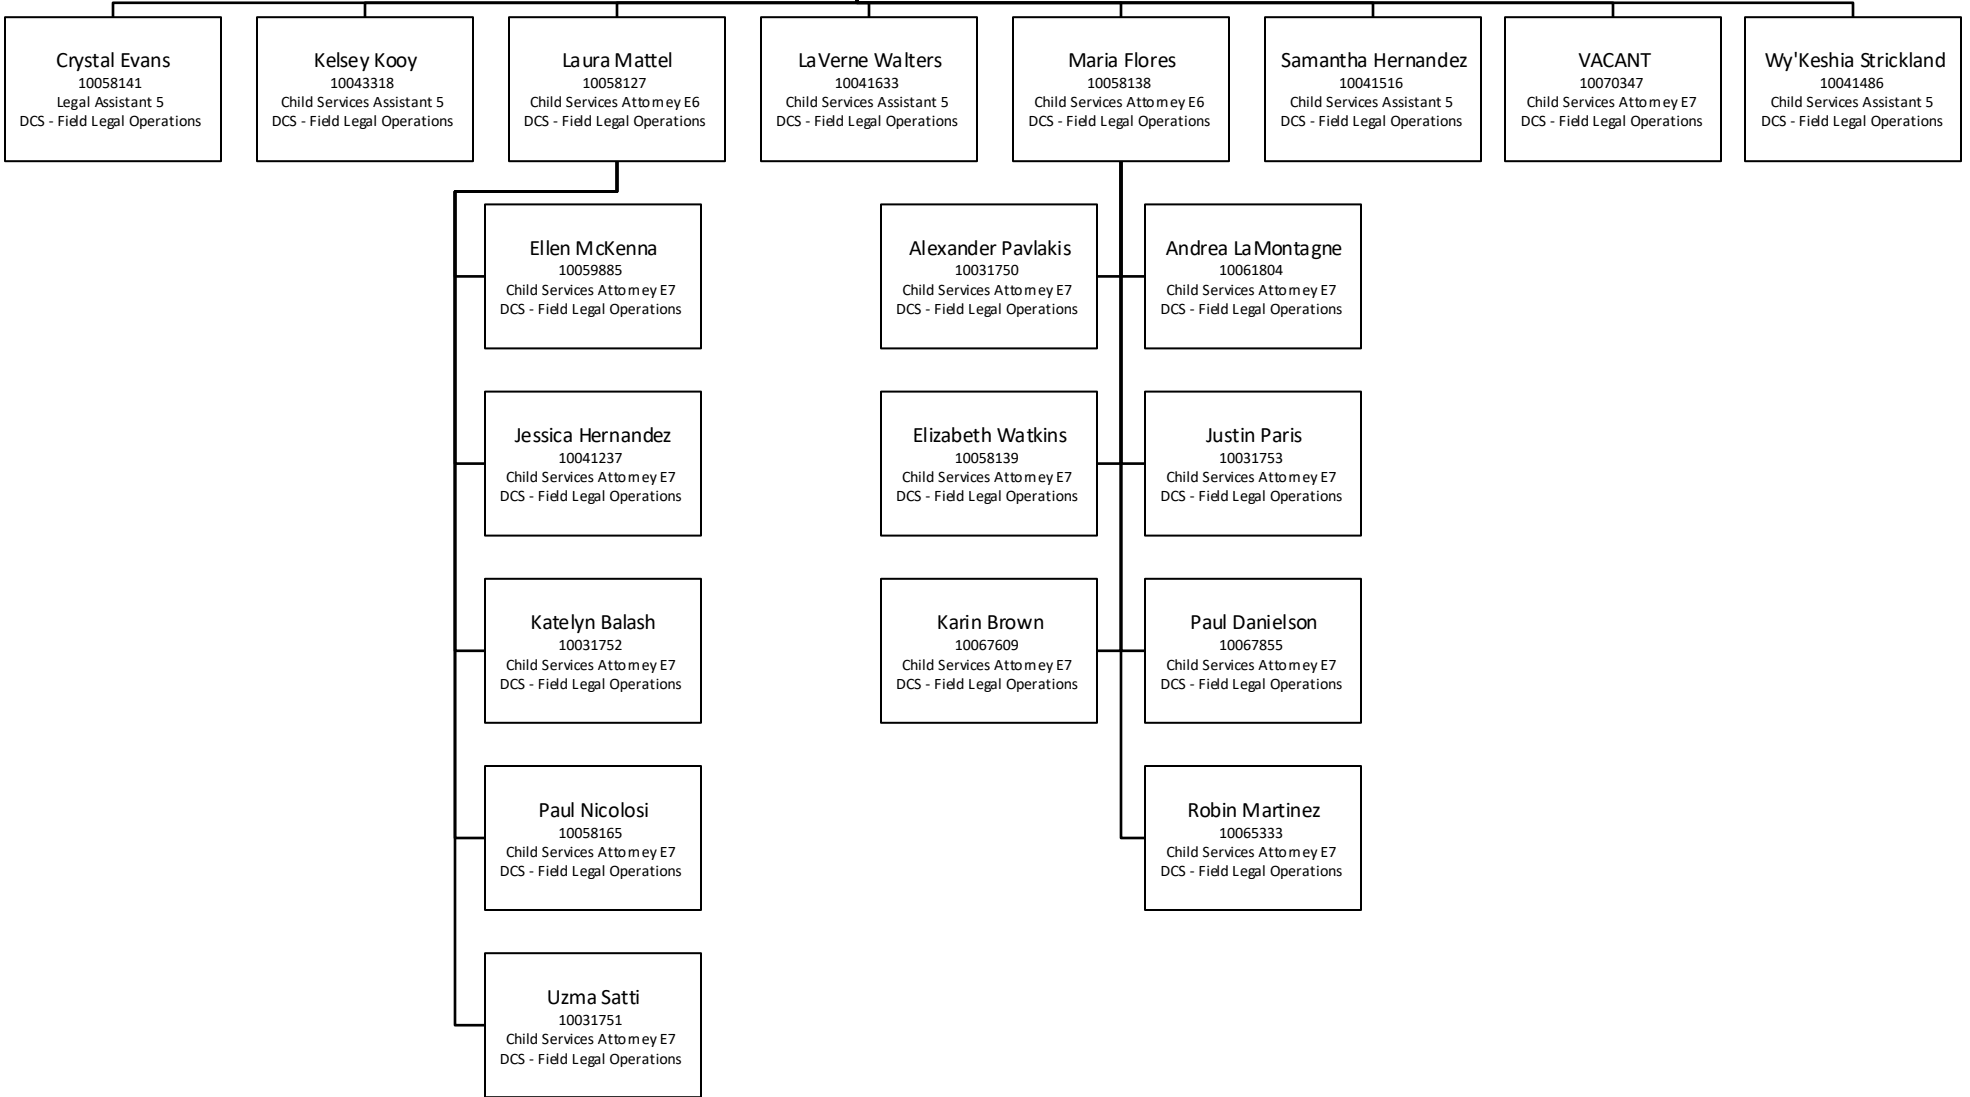 Crystal Evans
10058141
Legal Assistant 5
DCS - Field Legal Operations
Kelsey Kooy
10043318
Child Services Assistant 5
DCS - Field Legal Operations
Laura Mattel
10058127
Child Services Attorney E6
DCS - Field Legal Operations
LaVerne Walters
10041633
Child Services Assistant 5
DCS - Field Legal Operations
Maria Flores
10058138
Child Services Attorney E6
DCS - Field Legal Operations
Samantha Hernandez
10041516
Child Services Assistant 5
DCS - Field Legal Operations
VACANT
10070347
Child Services Attorney E7
DCS - Field Legal Operations
Wy'Keshia Strickland
10041486
Child Services Assistant 5
DCS - Field Legal Operations
Ellen McKenna
10059885
Child Services Attorney E7
DCS - Field Legal Operations
Alexander Pavlakis
10031750
Child Services Attorney E7
DCS - Field Legal Operations
Andrea LaMontagne
10061804
Child Services Attorney E7
DCS - Field Legal Operations
Jessica Hernandez
10041237
Child Services Attorney E7
DCS - Field Legal Operations
Elizabeth Watkins
10058139
Child Services Attorney E7
DCS - Field Legal Operations
Justin Paris
10031753
Child Services Attorney E7
DCS - Field Legal Operations
Katelyn Balash
10031752
Child Services Attorney E7
DCS - Field Legal Operations
Karin Brown
10067609
Child Services Attorney E7
DCS - Field Legal Operations
Paul Danielson
10067855
Child Services Attorney E7
DCS - Field Legal Operations
Paul Nicolosi
10058165
Child Services Attorney E7
DCS - Field Legal Operations
Robin Martinez
10065333
Child Services Attorney E7
DCS - Field Legal Operations
Uzma Satti
10031751
Child Services Attorney E7
DCS - Field Legal Operations